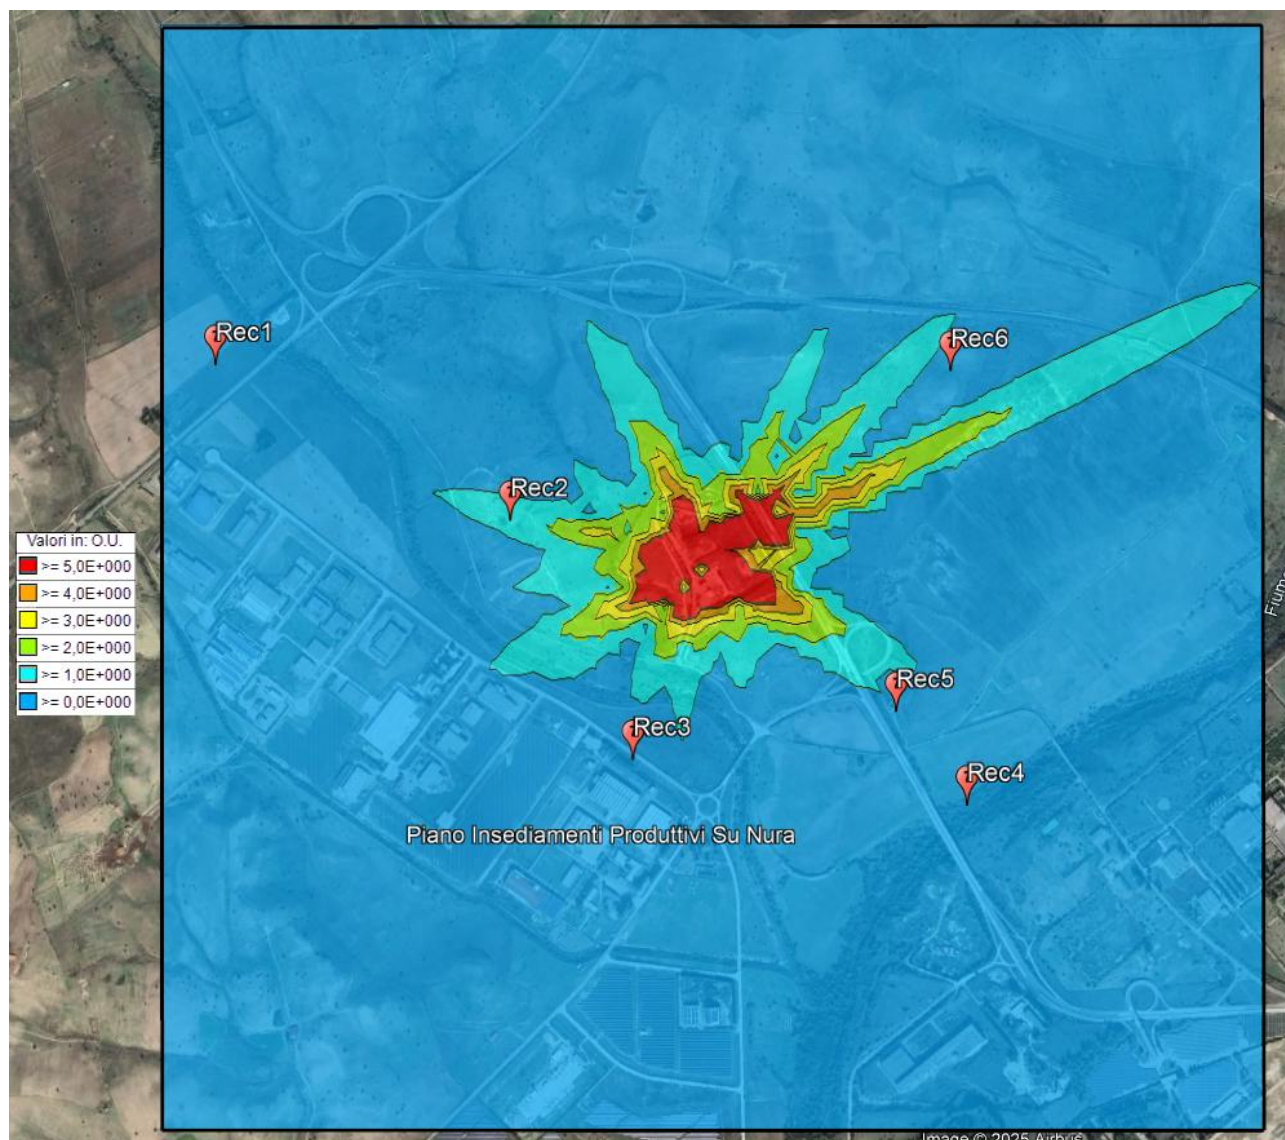 Rec1
Rec6
Rec2
Valori in: O.U.
>= 5,0E+000
>= 4,0E+000
>= 3,0E+000
>= 2,0E+000
>= 1,0E+000
>= 0,0E+000
Fiume
Rec5
Rec3
Rec4
Piano Insediamenti Produttivi Su Nura
Image © 2025 Airbus